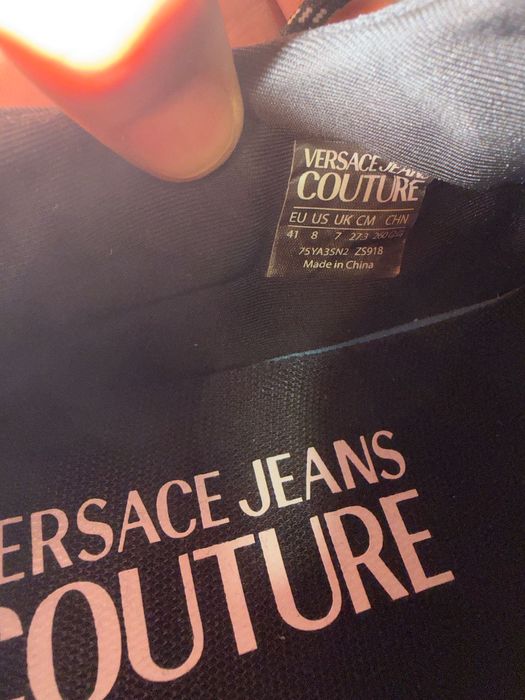 VERSACE JEANS
COUTURE
EU US UK CM CHN
41 8 7 27.3
75YA3SN2 ZS918
Made in China
ERSACE JEANS
COUTURE